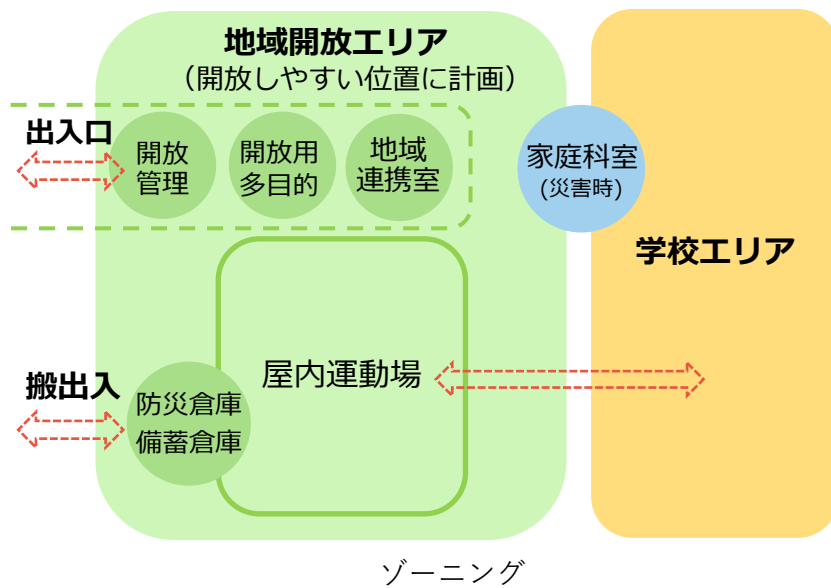 地域開放エリア
（開放しやすい位置に計画）
出入口
開放
管理
開放用
多目的
地域
連携室
家庭科室
(災害時)
学校エリア
屋内運動場
搬出入
防災倉庫
備蓄倉庫
ゾーニング